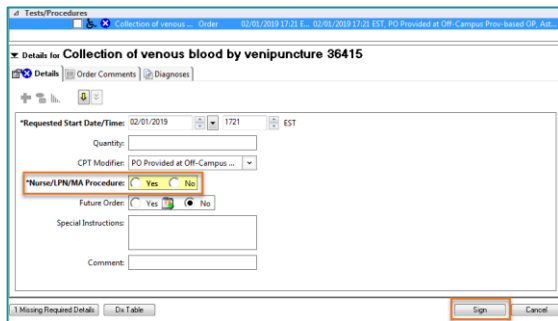 Tests/Procedures
Collection of venous ... Order 02/01/2019 17:21 E... 02/01/2019 17:21 EST, PO Provided at Off-Campus Prov-based OP, Ast...
Details for Collection of venous blood by venipuncture 36415
Details Order Comments Diagnoses
*Requested Start Date/Time: 02/01/2019 1721 EST
Quantity:
CPT Modifier: PO Provided at Off-Campus ...
*Nurse/LPN/MA Procedure: Yes No
Future Order: Yes No
Special Instructions:
Comment:
1 Missing Required Details Dx Table Sign Cancel